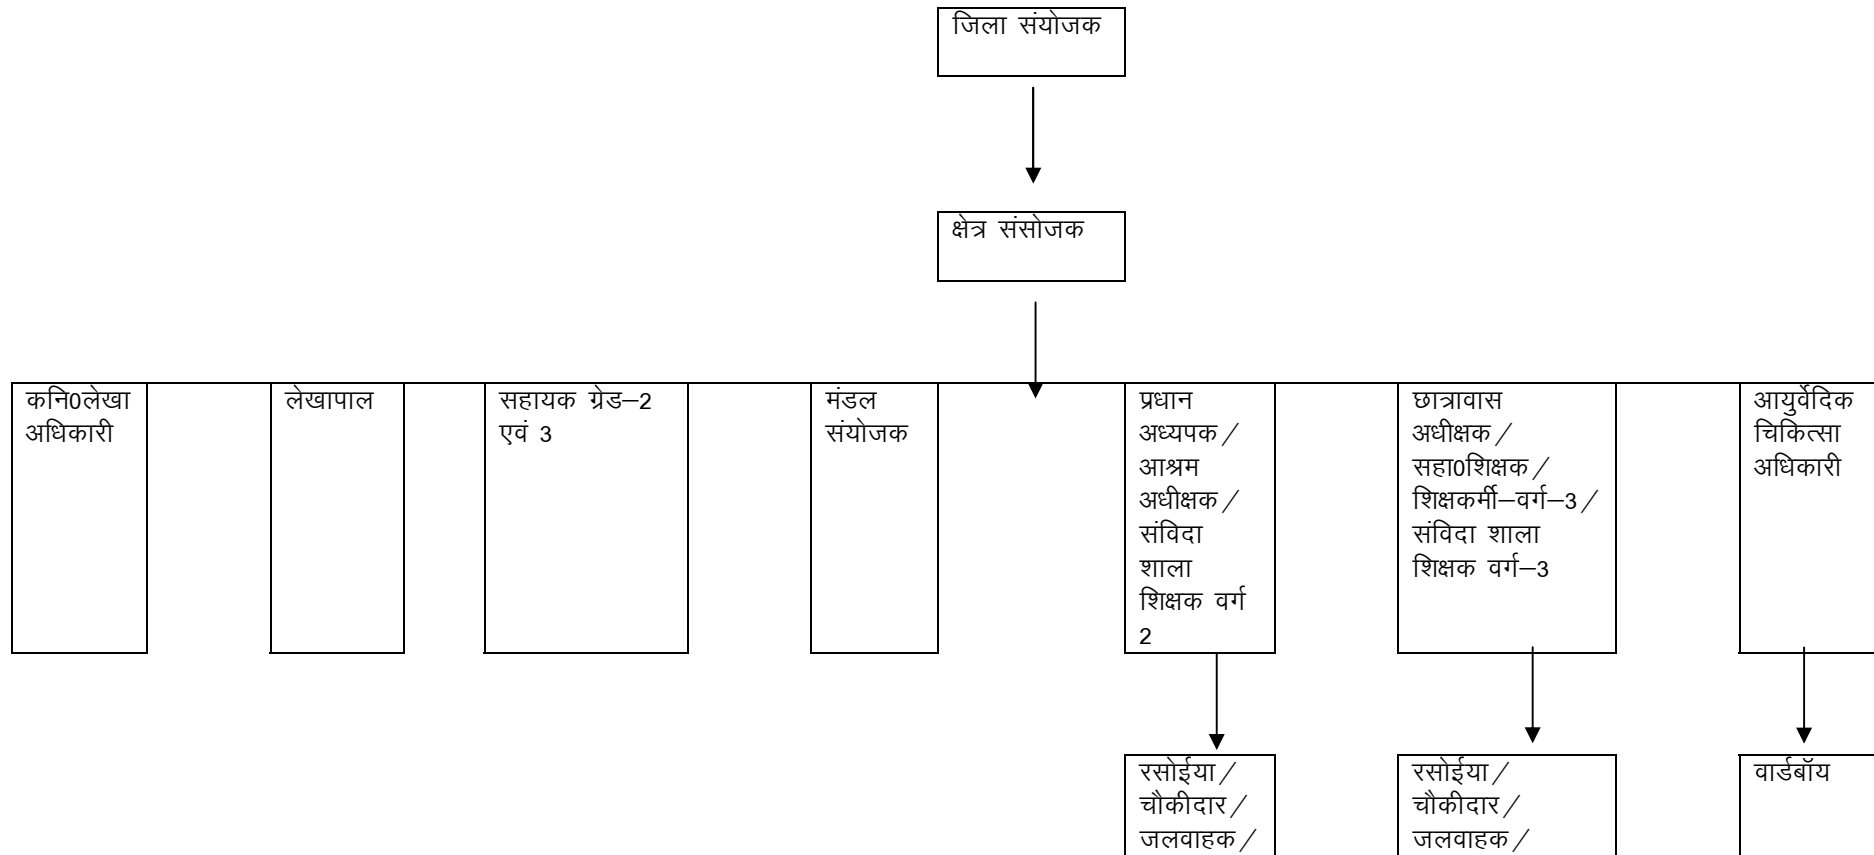 जिला संयोजक
क्षेत्र संसोजक
कनि0लेखा
अधिकारी
लेखापाल
सहायक ग्रेड–2
एवं 3
मंडल
संयोजक
प्रधान
अध्यपक/
आश्रम
अधीक्षक/
संविदा
शाला
शिक्षक वर्ग
2
छात्रावास
अधीक्षक/
सहा0शिक्षक/
शिक्षकर्मी–वर्ग–3/
संविदा शाला
शिक्षक वर्ग–3
आयुर्वेदिक
चिकित्सा
अधिकारी
रसोईया/
चौकीदार/
जलवाहक/
रसोईया/
चौकीदार/
जलवाहक/
वार्डबॉय